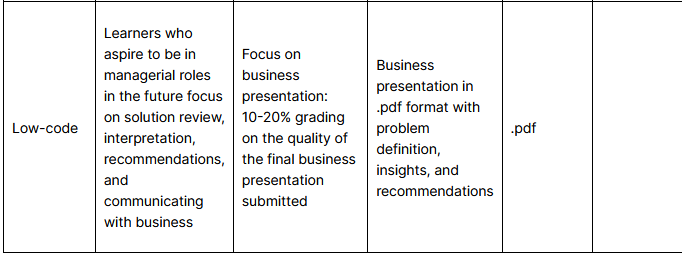 Low-code
Learners who
aspire to be in
managerial roles
in the future focus
on solution review,
interpretation,
recommendations,
and
communicating
with business
Focus on
business
presentation:
10-20% grading
on the quality of
the final business
presentation
submitted
Business
presentation in
.pdf format with
problem
definition,
insights, and
recommendations
.pdf